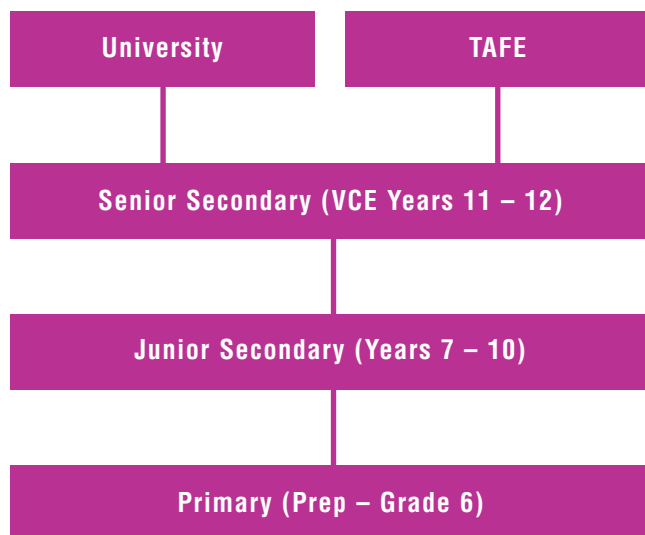 University
TAFE
Senior Secondary (VCE Years 11 – 12)
Junior Secondary (Years 7 – 10)
Primary (Prep – Grade 6)